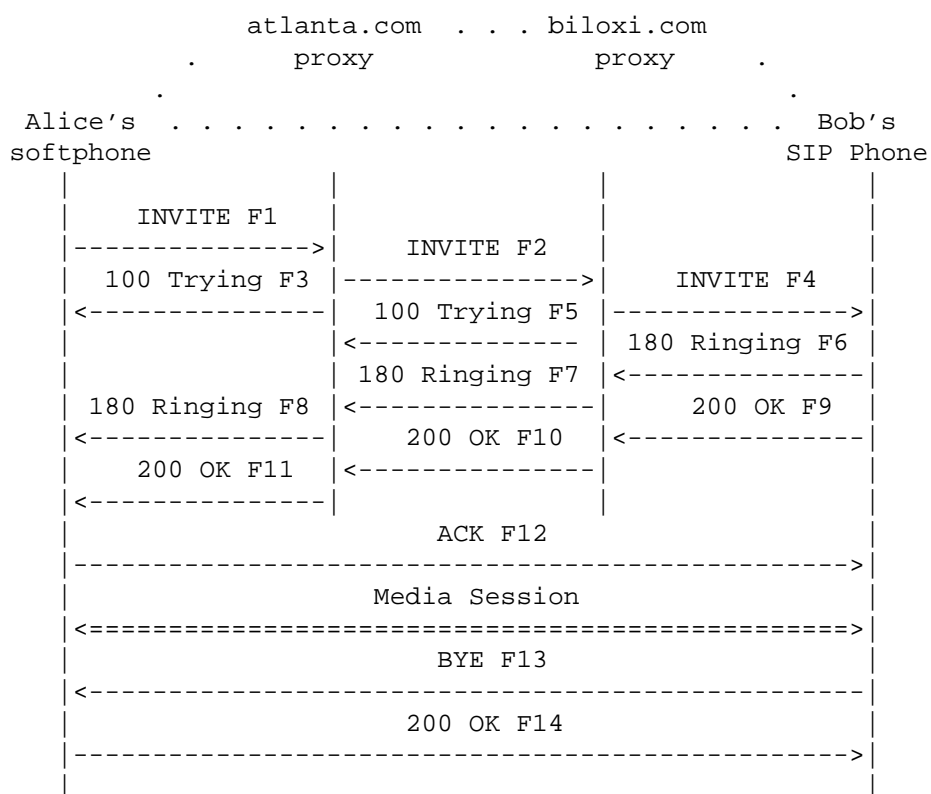 atlanta.com . . . biloxi.com
. proxy proxy .
. .
Alice's . . . . . . . . . . . . . . . . . . . . Bob's
softphone SIP Phone
| | | |
| INVITE F1 | | |
|--------------->| INVITE F2 | |
| 100 Trying F3 |--------------->| INVITE F4 |
|<---------------| 100 Trying F5 |--------------->|
| |<-------------- | 180 Ringing F6 |
| | 180 Ringing F7 |<---------------|
| 180 Ringing F8 |<---------------| 200 OK F9 |
|<---------------| 200 OK F10 |<---------------|
| 200 OK F11 |<---------------| |
|<---------------| | |
| ACK F12 |
|------------------------------------------------->|
| Media Session |
|<================================================>|
| BYE F13 |
|<-------------------------------------------------|
| 200 OK F14 |
|------------------------------------------------->|
| |